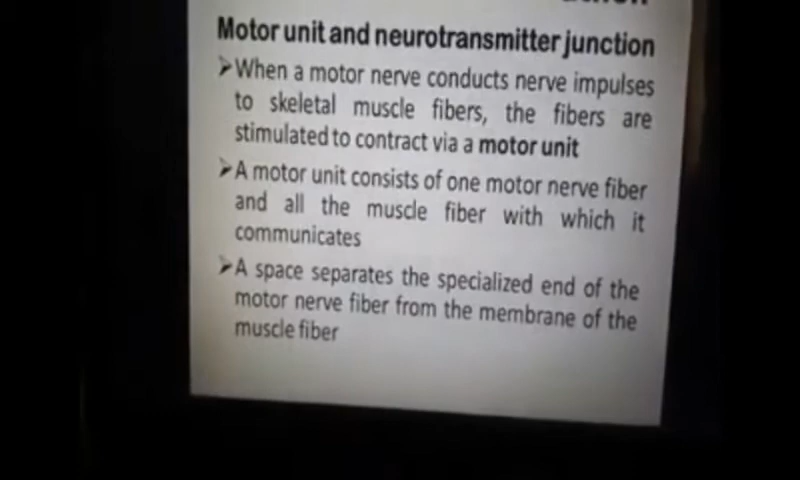 Motor unit and neurotransmitter junction
➤When a motor nerve conducts nerve impulses
to skeletal muscle fibers, the fibers are
stimulated to contract via a motor unit
➤A motor unit consists of one motor nerve fiber
and all the muscle fiber with which it
communicates
➤A space separates the specialized end of the
motor nerve fiber from the membrane of the
muscle fiber